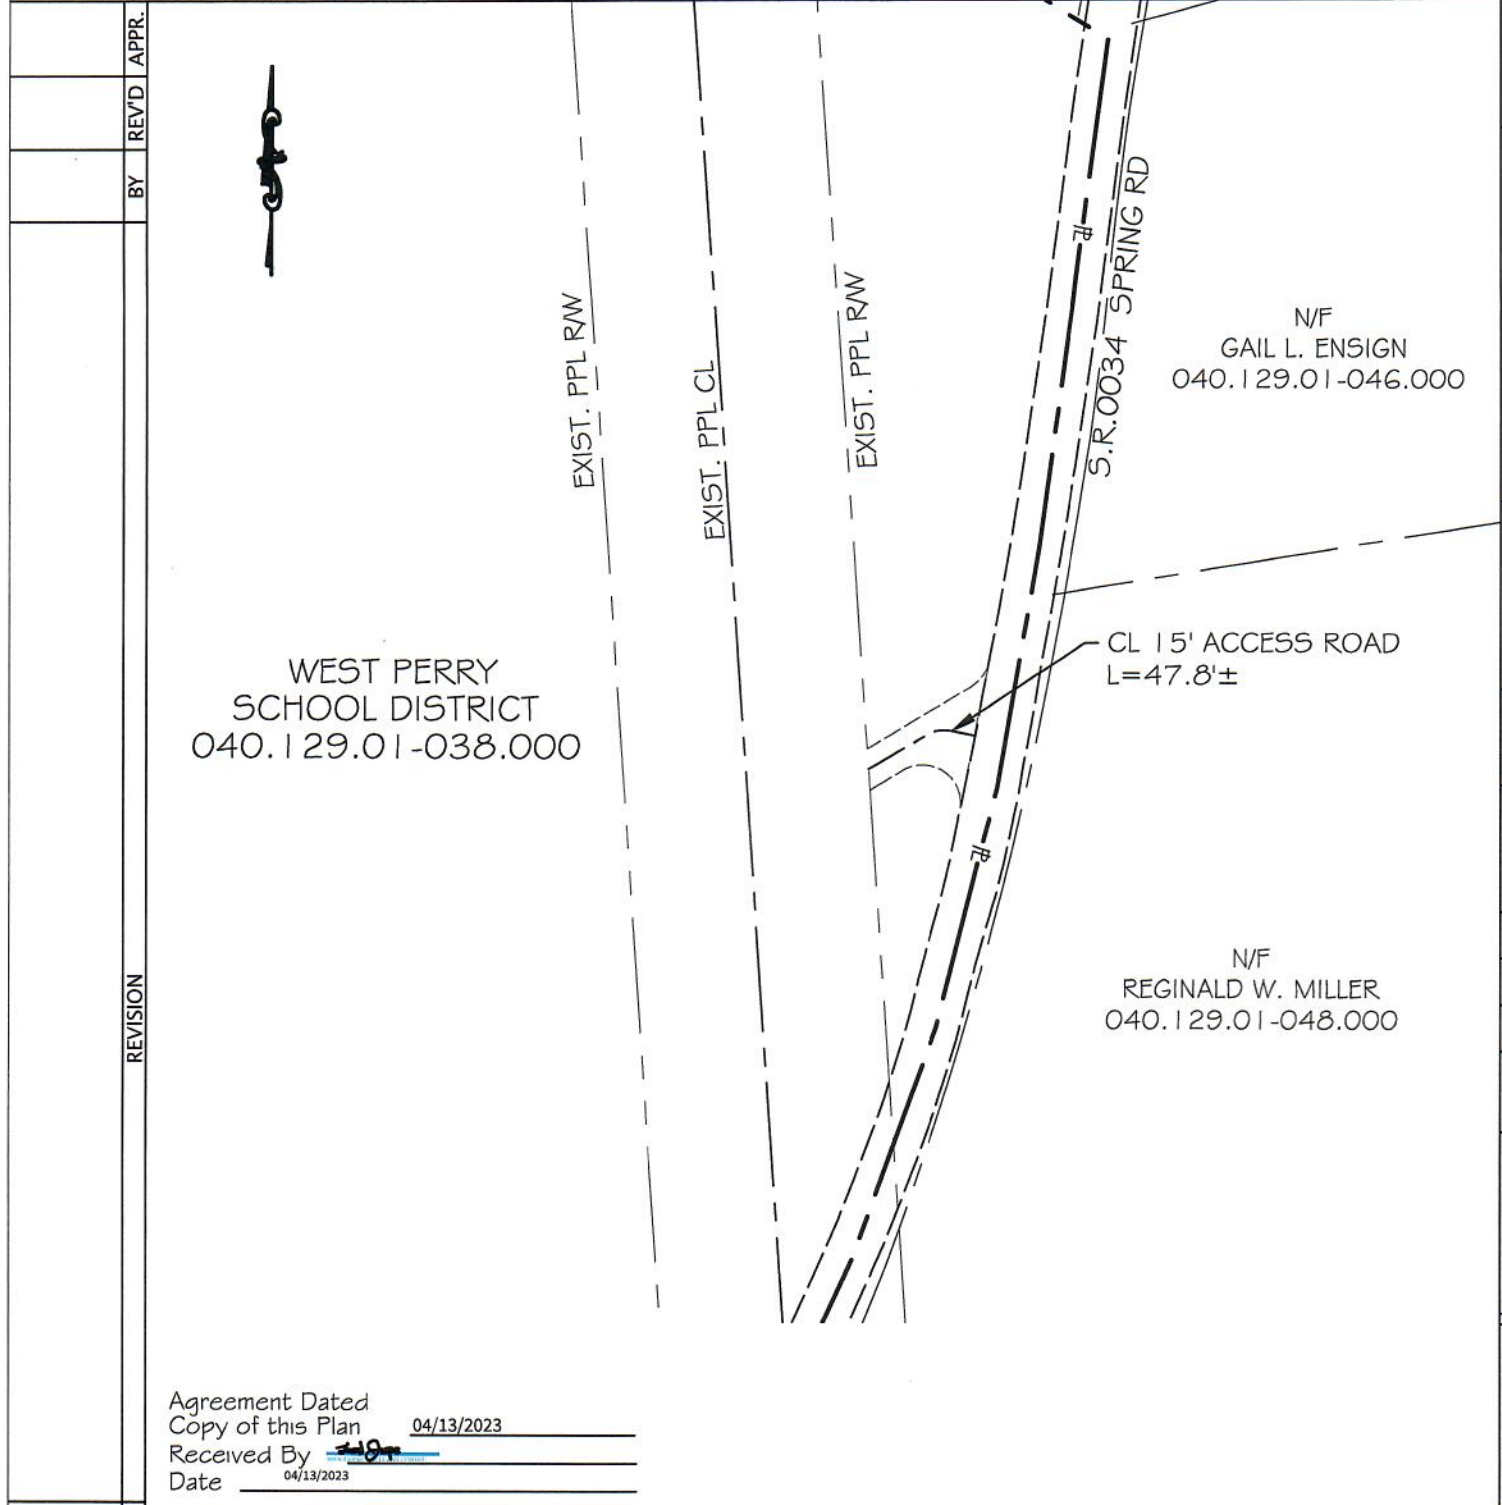 APPR.
REV'D
BY
REVISION
EXIST. PPL R/W
EXIST. PPL CL
EXIST. PPL R/W
S.R.0034 SPRING RD
N/F
GAIL L. ENSIGN
040.129.01-046.000
CL 15' ACCESS ROAD
L=47.8'±
WEST PERRY
SCHOOL DISTRICT
040.129.01-038.000
N/F
REGINALD W. MILLER
040.129.01-048.000
Agreement Dated
Copy of this Plan 04/13/2023
Received By
Date 04/13/2023